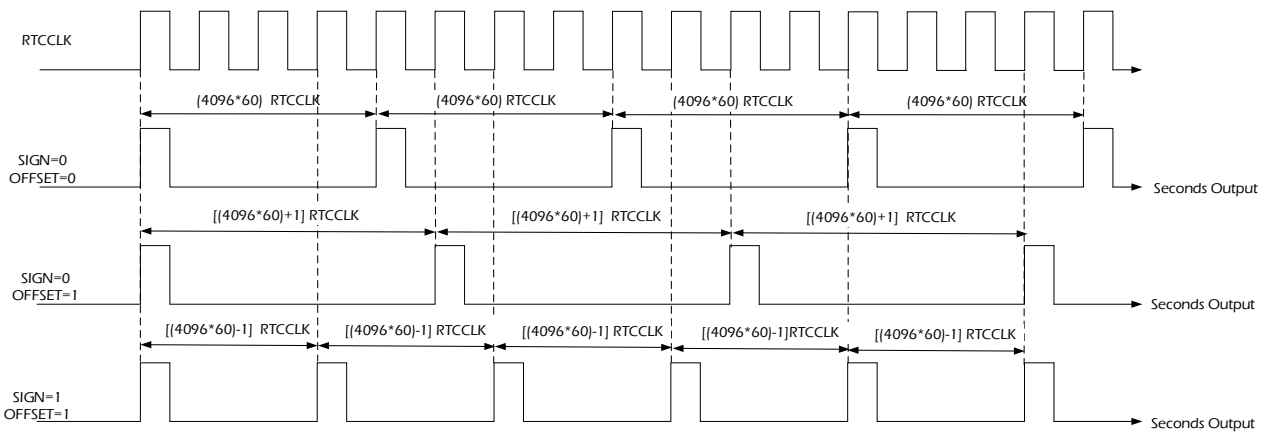 RTCCLK
(4096*60) RTCCLK
(4096*60) RTCCLK
(4096*60) RTCCLK
(4096*60) RTCCLK
SIGN=0
OFFSET=0
Seconds Output
[(4096*60)+1] RTCCLK
[(4096*60)+1] RTCCLK
[(4096*60)+1] RTCCLK
SIGN=0
OFFSET=1
Seconds Output
[(4096*60)-1] RTCCLK
[(4096*60)-1] RTCCLK
[(4096*60)-1] RTCCLK
[(4096*60)-1]RTCCLK
[(4096*60)-1] RTCCLK
SIGN=1
OFFSET=1
Seconds Output